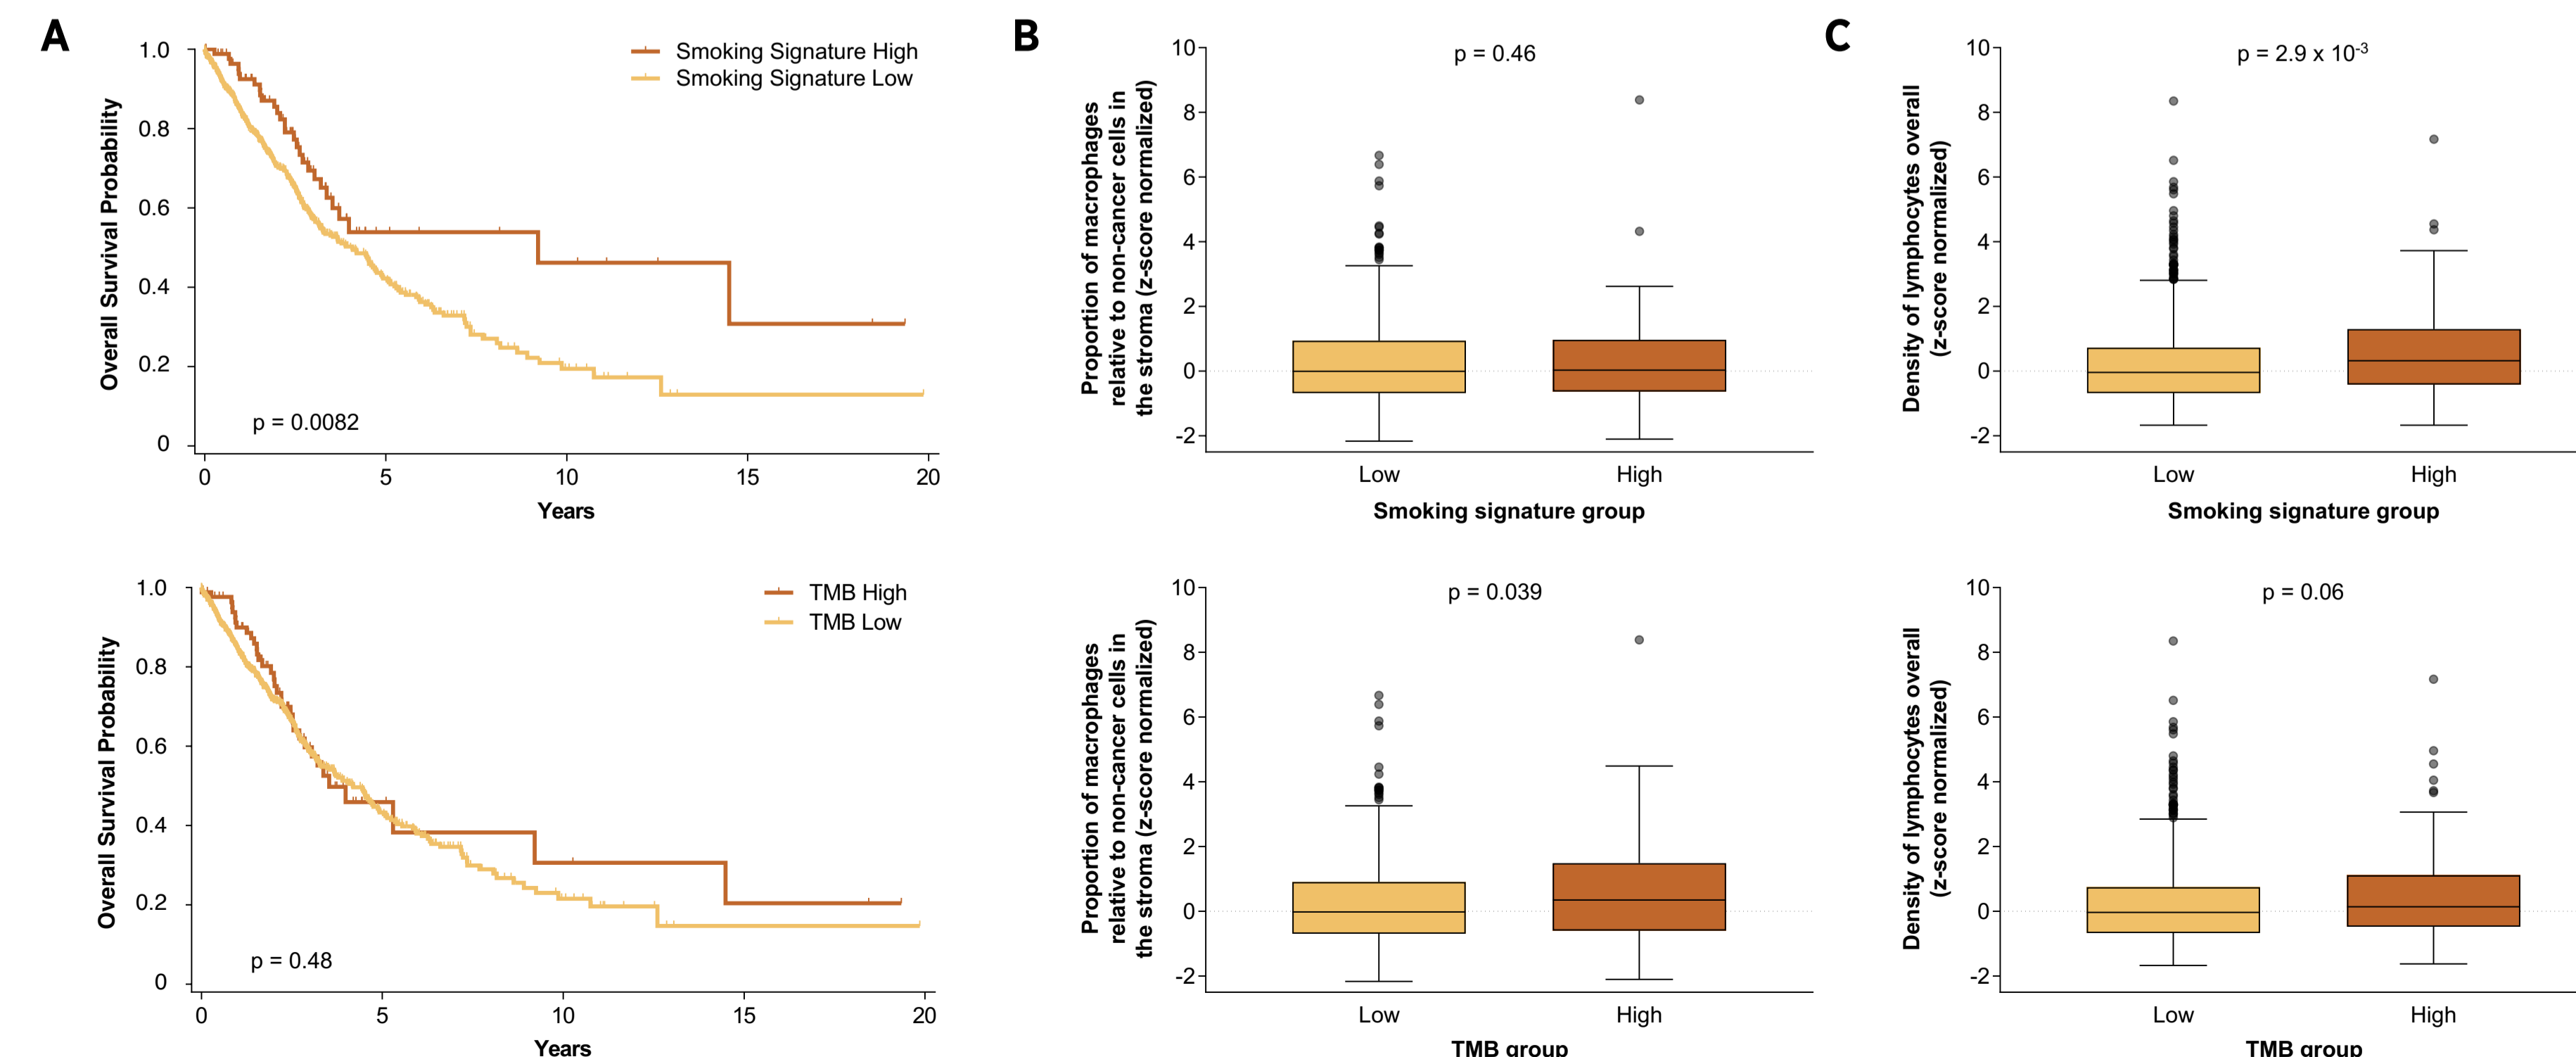 A
1.0
0.8
0.6
0.4
0.2
0
Overall Survival Probability
Smoking Signature High
Smoking Signature Low
p = 0.0082
0
5
10
15
20
Years
B
10
8
6
4
2
0
-2
Proportion of macrophages
relative to non-cancer cells in
the stroma (z-score normalized)
p = 0.46
Low
High
Smoking signature group
C
10
8
6
4
2
0
-2
Density of lymphocytes overall
(z-score normalized)
p = 2.9 x 10⁻³
Low
High
Smoking signature group
1.0
0.8
0.6
0.4
0.2
0
Overall Survival Probability
TMB High
TMB Low
p = 0.48
0
5
10
15
20
Years
10
8
6
4
2
0
-2
Proportion of macrophages
relative to non-cancer cells in
the stroma (z-score normalized)
p = 0.039
Low
High
TMB group
10
8
6
4
2
0
-2
Density of lymphocytes overall
(z-score normalized)
p = 0.06
Low
High
TMB group